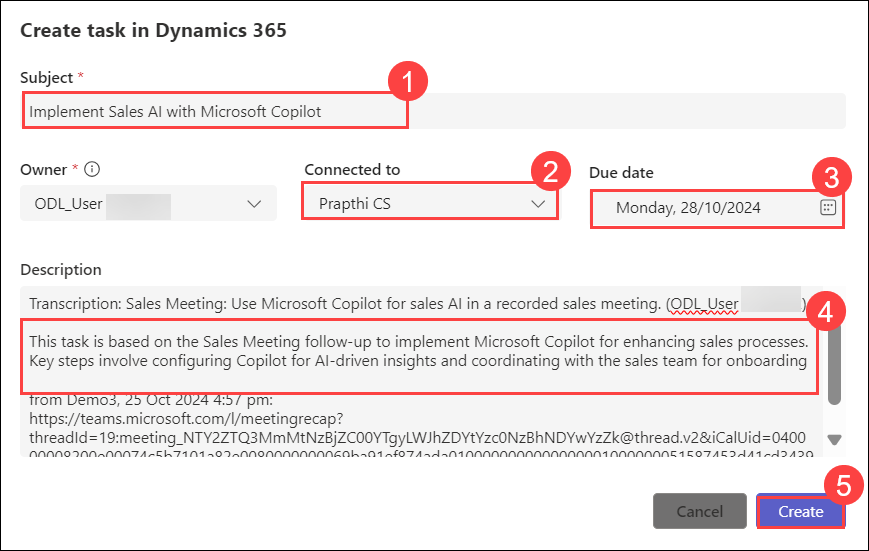 Create task in Dynamics 365
Subject *
1
Implement Sales AI with Microsoft Copilot
Owner *
Connected to
2
Due date
3
ODL_User
Prapthi CS
Monday, 28/10/2024
Description
Transcription: Sales Meeting: Use Microsoft Copilot for sales AI in a recorded sales meeting. (ODL_User )
4
This task is based on the Sales Meeting follow-up to implement Microsoft Copilot for enhancing sales processes.
Key steps involve configuring Copilot for AI-driven insights and coordinating with the sales team for onboarding
from Demo3, 25 Oct 2024 4:57 pm:
https://teams.microsoft.com/l/meetingrecap?
threadId=19:meeting_NTY2ZTQ3MmMtNzBjZC00YTgyLWJhZDYtYzc0NzBhNDYwYzZk@thread.v2&iCalUid=0400
5
Cancel
Create